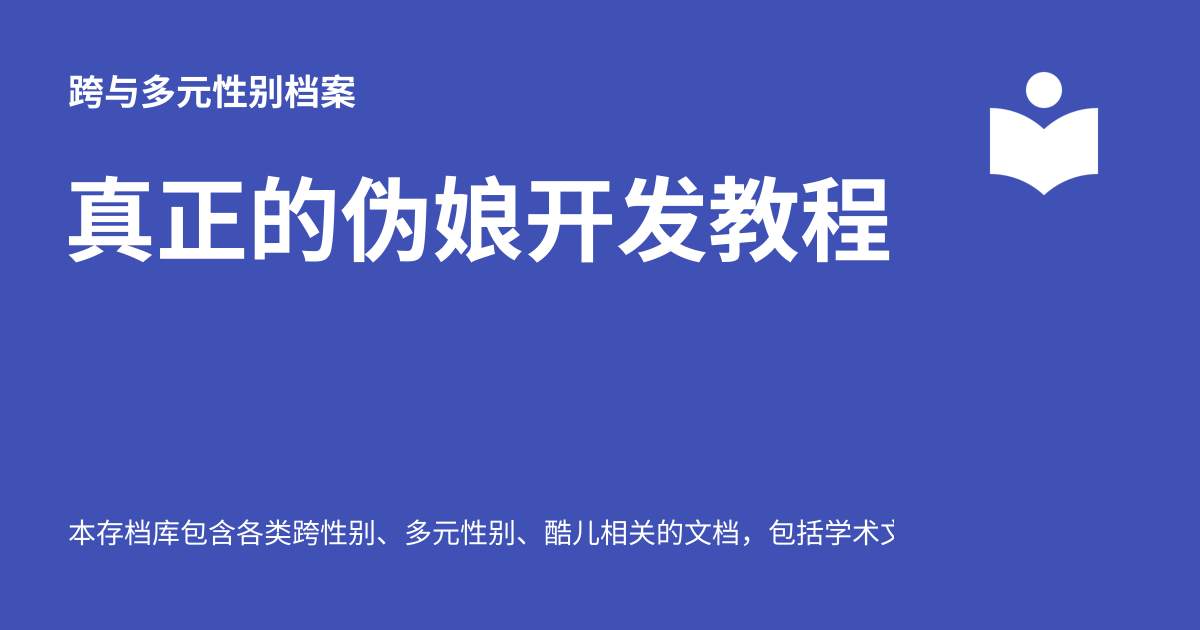 跨与多元性别档案
真正的伪娘开发教程
本存档库包含各类跨性别、多元性别、酷儿相关的文档，包括学术文